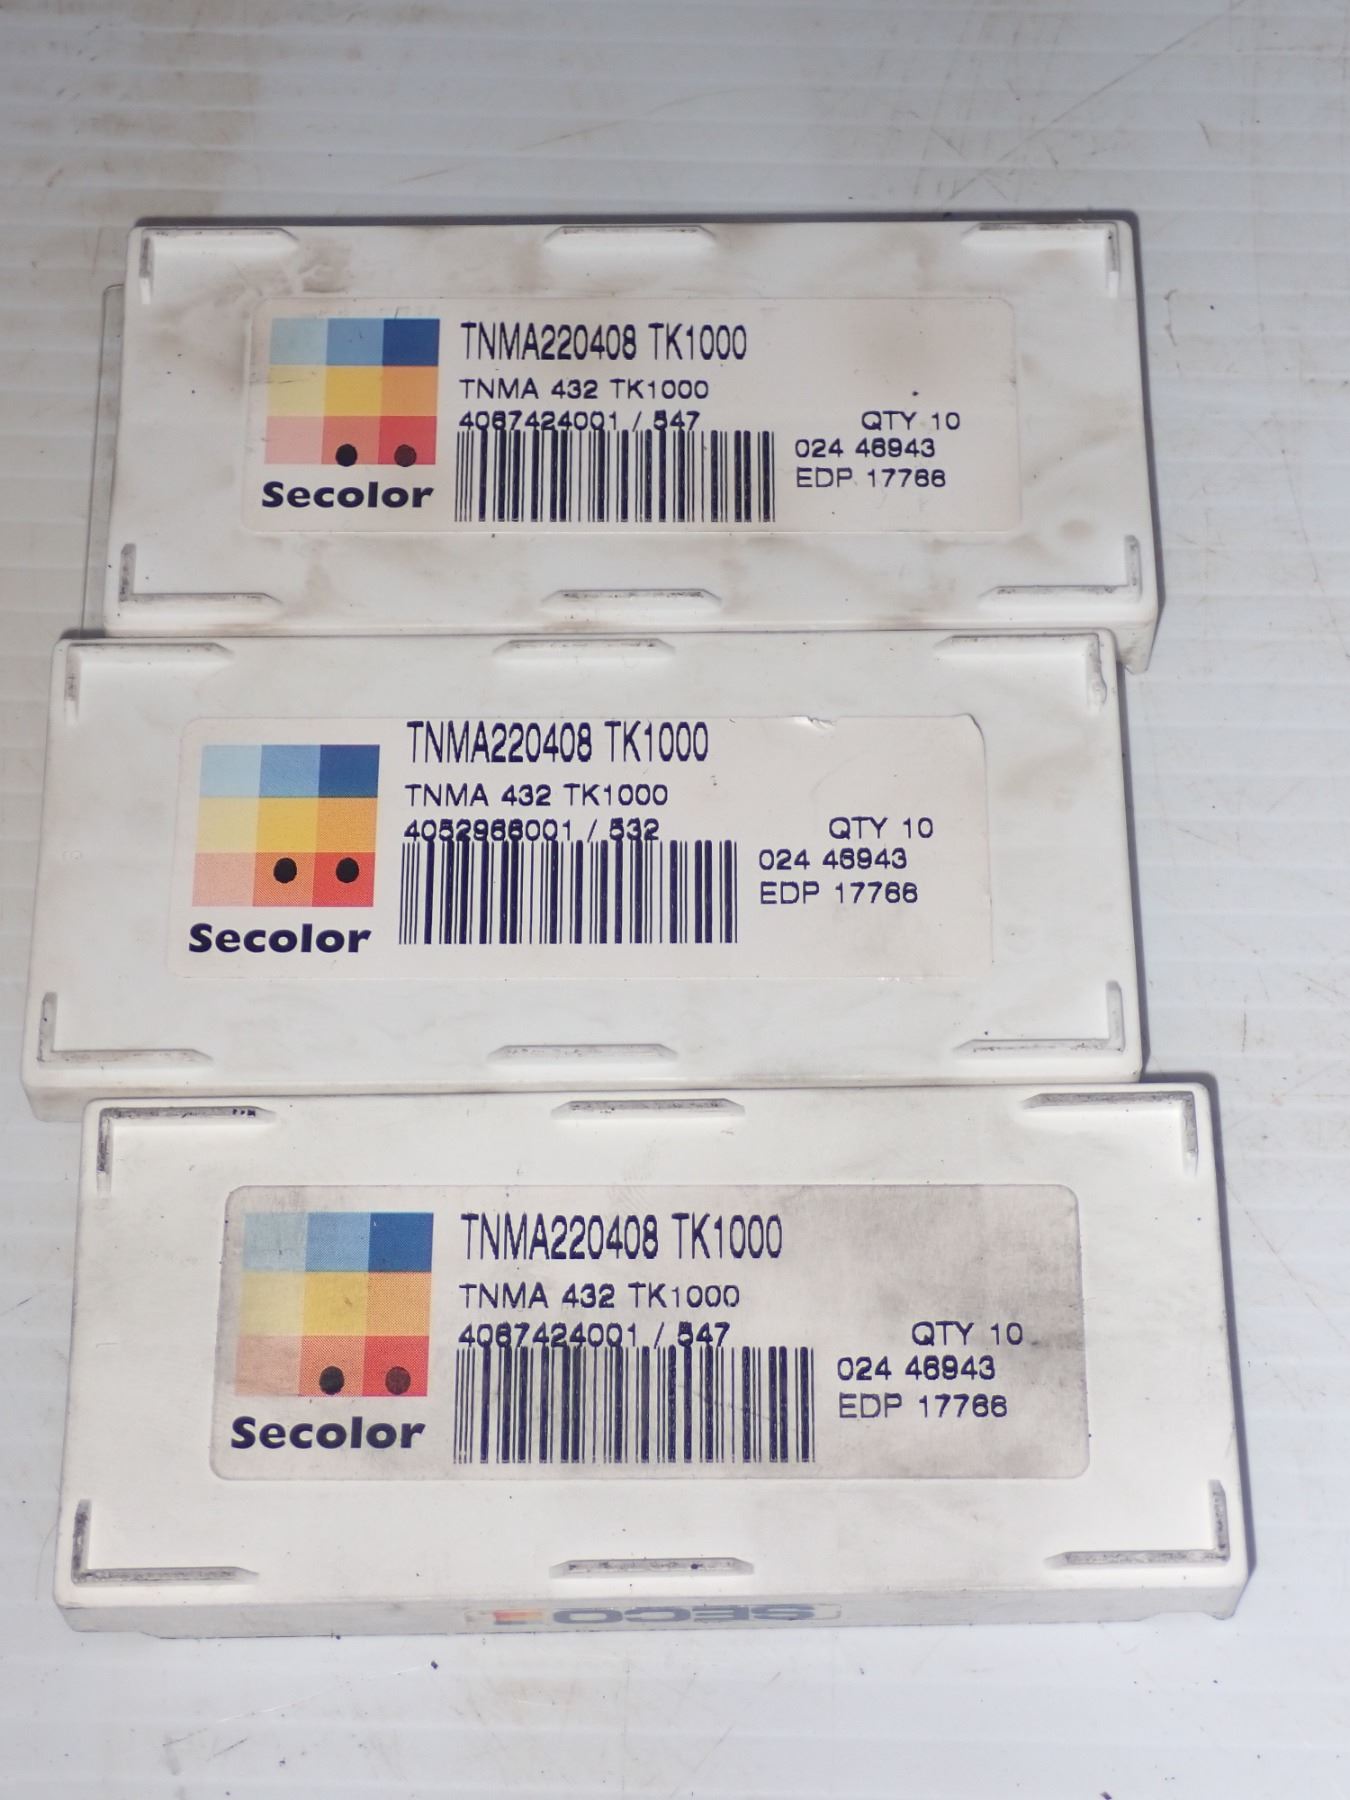 TNMA220408 TK1000
TNMA 432 TK1000
4067424001 / 547
QTY 10
024 46943
EDP 17766
Secolor
TNMA220408 TK1000
TNMA 432 TK1000
4052966001 / 532
QTY 10
024 46943
EDP 17766
Secolor
TNMA220408 TK1000
TNMA 432 TK1000
4067424001 / 547
QTY 10
024 46943
EDP 17766
Secolor
SECO